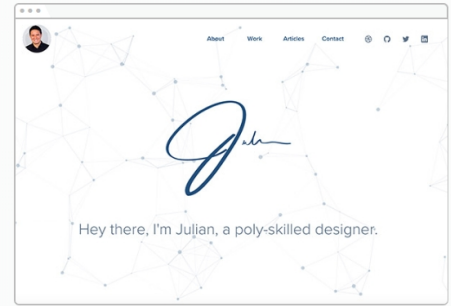 About Work Articles Contact
Julian
Hey there, I'm Julian, a poly-skilled designer.